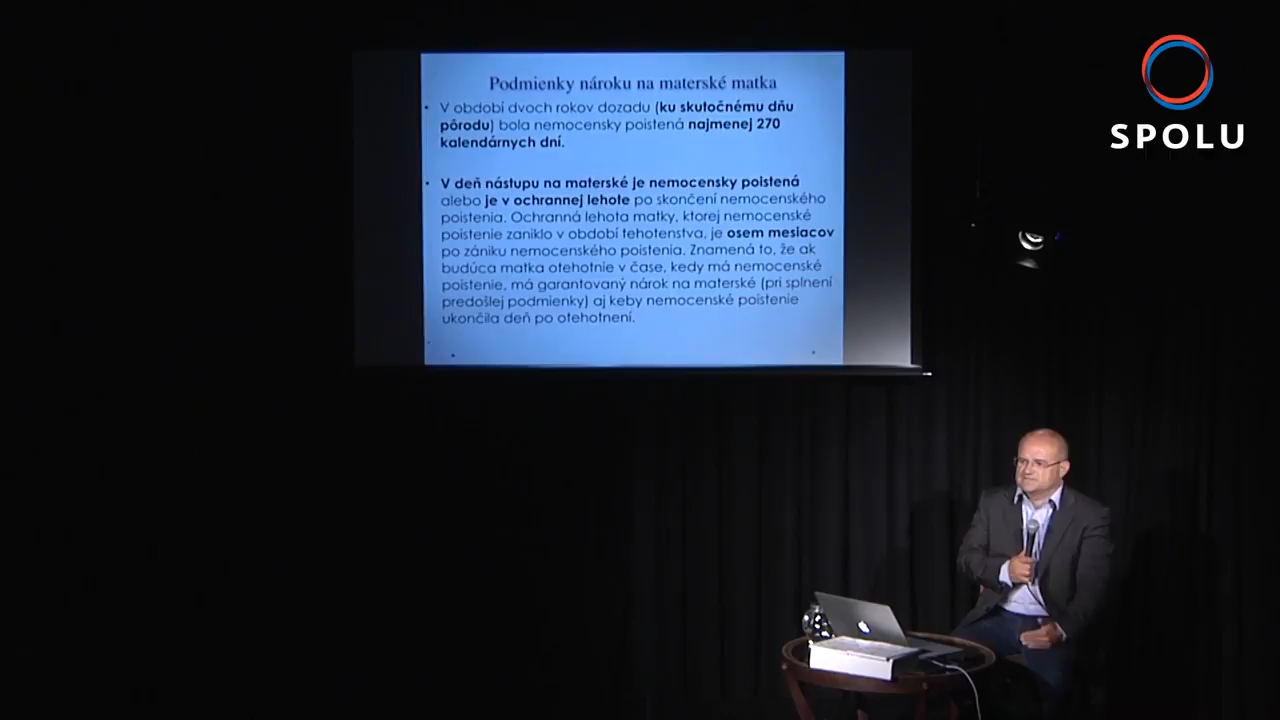 Podmienky nároku na materské matka
• V období dvoch rokov dozadu (ku skutočnému dňu
pôrodu) bola nemocensky poistená najmenej 270
kalendárnych dní.
• V deň nástupu na materské je nemocensky poistená
alebo je v ochrannej lehote po skončení nemocenského
poistenia. Ochranná lehota matky, ktorej nemocenské
poistenie zaniklo v období tehotenstva, je osem mesiacov
po zániku nemocenského poistenia. Znamená to, že ak
budúca matka otehotnie v čase, kedy má nemocenské
poistenie, má garantovaný nárok na materské (pri splnení
predošlej podmienky) aj keby nemocenské poistenie
ukončila deň po otehotnení.
SPOLU